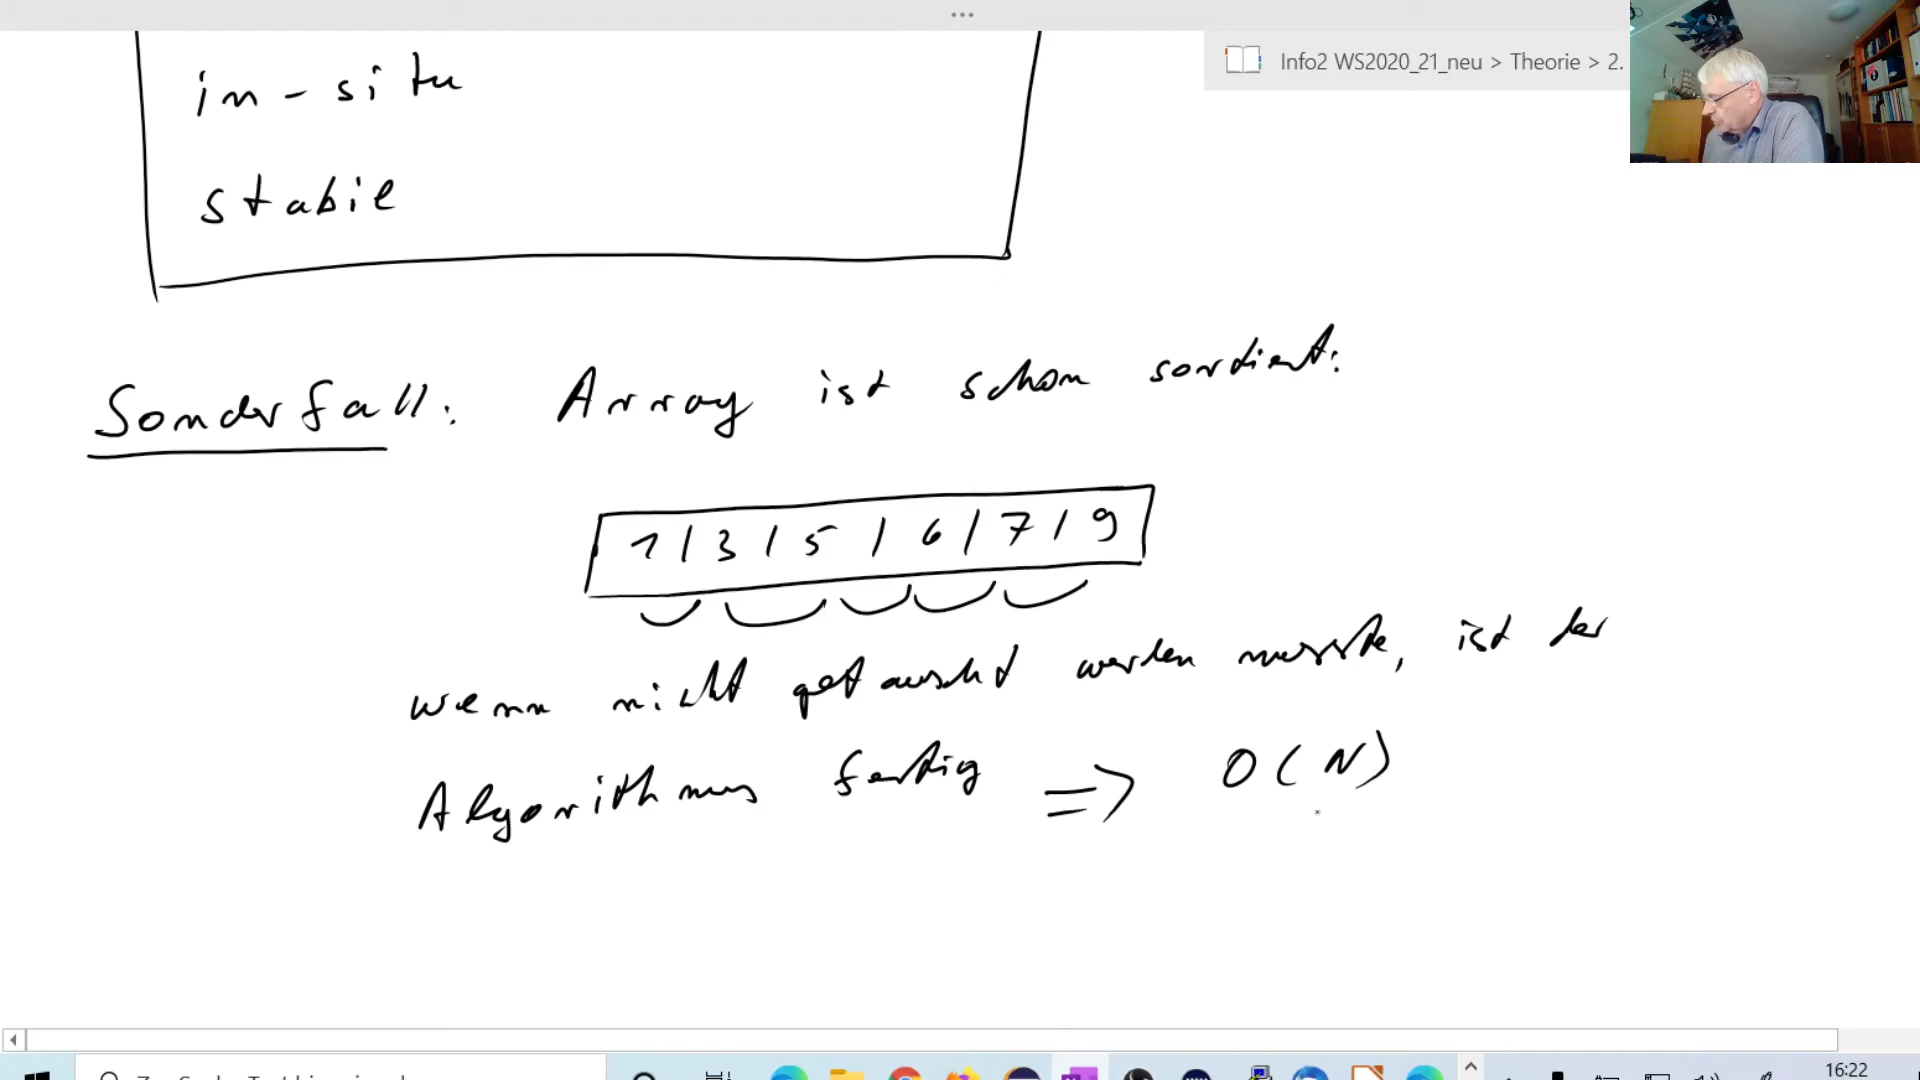 Info2 WS2020_21_neu > Theorie > 2.
in-situ
stabil
Sonderfall: Array ist schon sortiert:
1 / 3 / 5 / 6 / 7 / 9
wenn nicht getauscht werden musste, ist der
Algorithmus fertig => O(N)
16:22